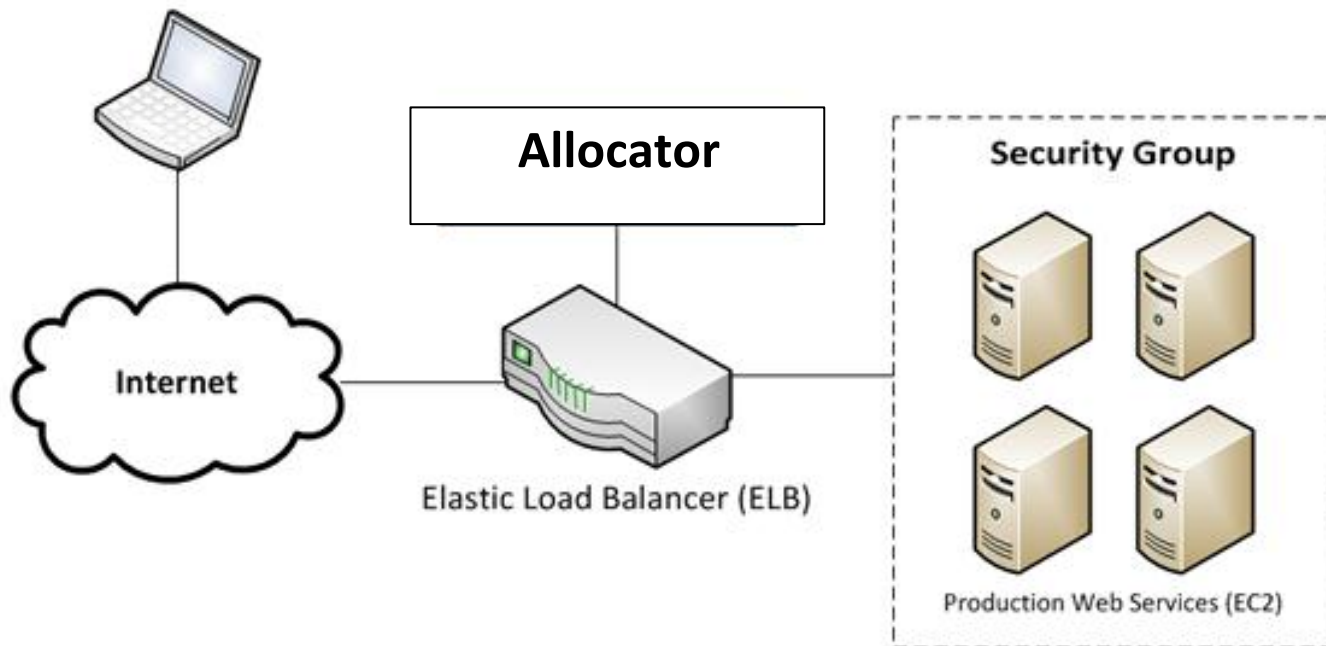 Allocator
Security Group
Internet
Elastic Load Balancer (ELB)
Production Web Services (EC2)